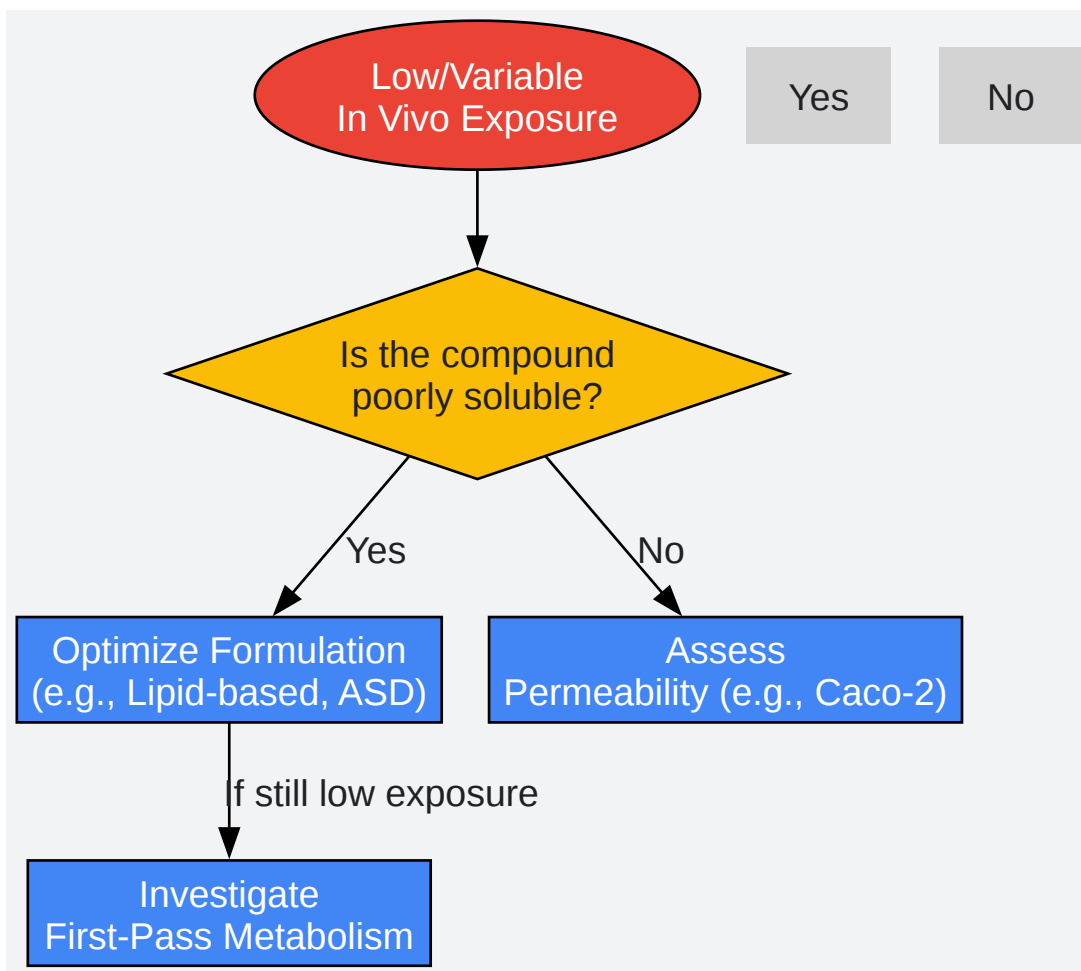 Low/Variable
In Vivo Exposure
Yes
No
Is the compound
poorly soluble?
Yes
No
Optimize Formulation
(e.g., Lipid-based, ASD)
Assess
Permeability (e.g., Caco-2)
If still low exposure
Investigate
First-Pass Metabolism